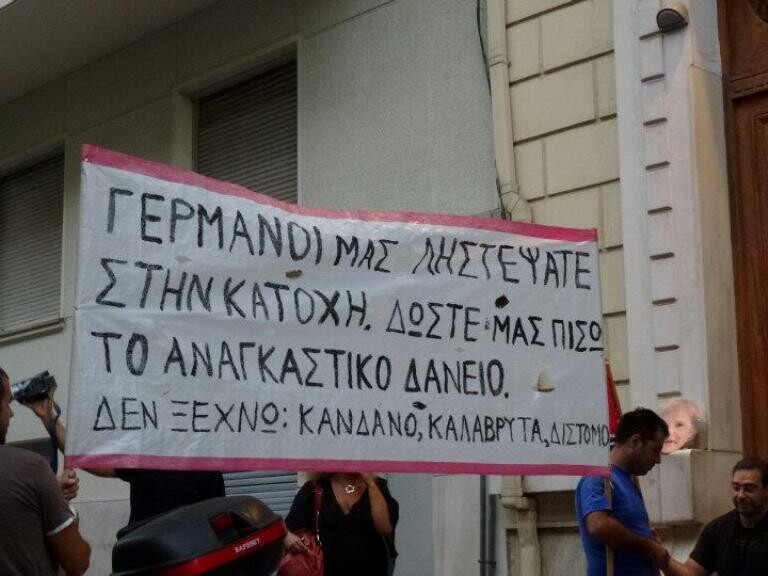 ΓΕΡΜΑΝΟΙ ΜΑΣ ΛΗΣΤΕΨΑΤΕ
ΣΤΗΝ ΚΑΤΟΧΗ. ΔΩΣΤΕ ΜΑΣ ΠΙΣΩ
ΤΟ ΑΝΑΓΚΑΣΤΙΚΟ ΔΑΝΕΙΟ.
ΔΕΝ ΞΕΧΝΩ: ΚΑΝΔΑΝΟ, ΚΑΛΑΒΡΥΤΑ, ΔΙΣΤΟΜΟ